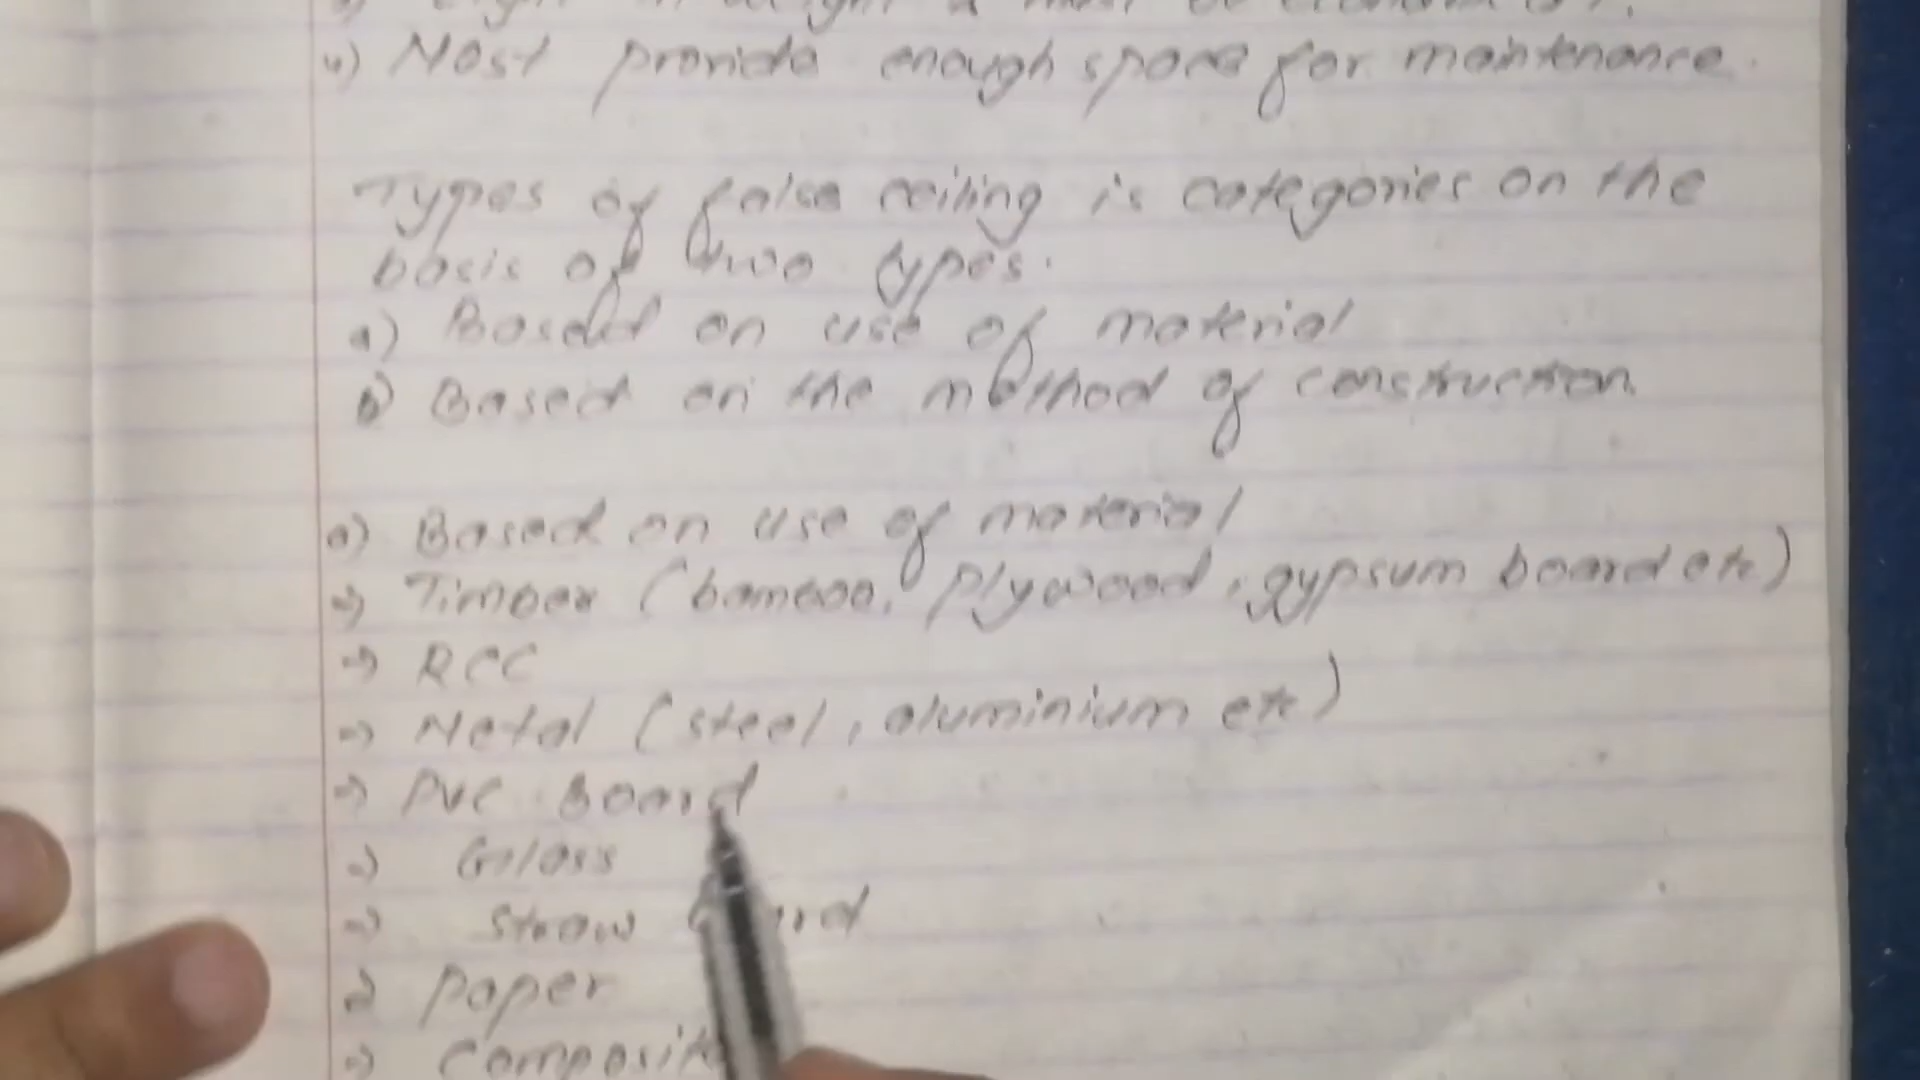 4) Most provide enough space for maintenance.
Types of false ceiling is categories on the
basis of two types.
a) Based on use of material
b) Based on the method of construction
a) Based on use of material
⇒ Timber (bamboo, plywood, gypsum board etc)
⇒ RCC
⇒ Metal (steel, aluminium etc)
⇒ PVC Board
⇒ Glass
⇒ Straw
⇒ Paper
⇒